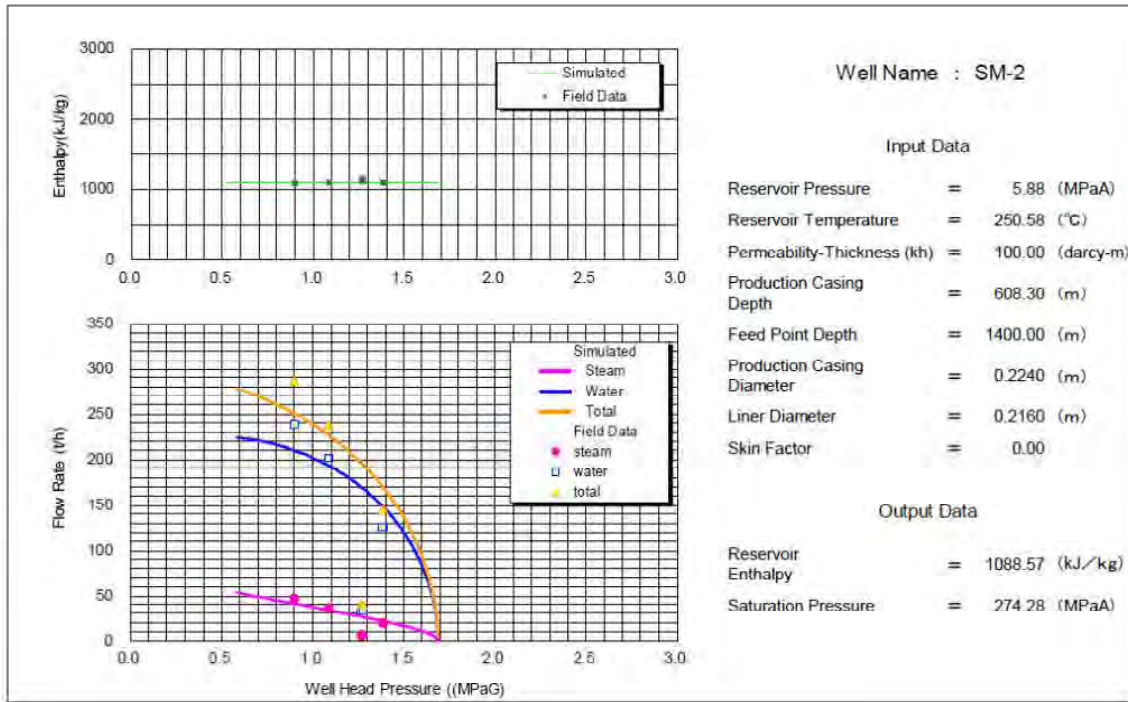 3000
2000
1000
0
Enthalpy(kJ/kg)
0.0 0.5 1.0 1.5 2.0 2.5 3.0
Simulated
Field Data
350
300
250
200
150
100
50
0
Flow Rate (t/h)
0.0 0.5 1.0 1.5 2.0 2.5 3.0
Well Head Pressure ((MPaG)
Simulated
Steam
Water
Total
Field Data
steam
water
total
Well Name : SM-2
Input Data
Reservoir Pressure = 5.88 (MPaA)
Reservoir Temperature = 250.58 (℃)
Permeability-Thickness (kh) = 100.00 (darcy-m)
Production Casing
Depth = 608.30 (m)
Feed Point Depth = 1400.00 (m)
Production Casing
Diameter = 0.2240 (m)
Liner Diameter = 0.2160 (m)
Skin Factor = 0.00
Output Data
Reservoir
Enthalpy = 1088.57 (kJ/kg)
Saturation Pressure = 274.28 (MPaA)